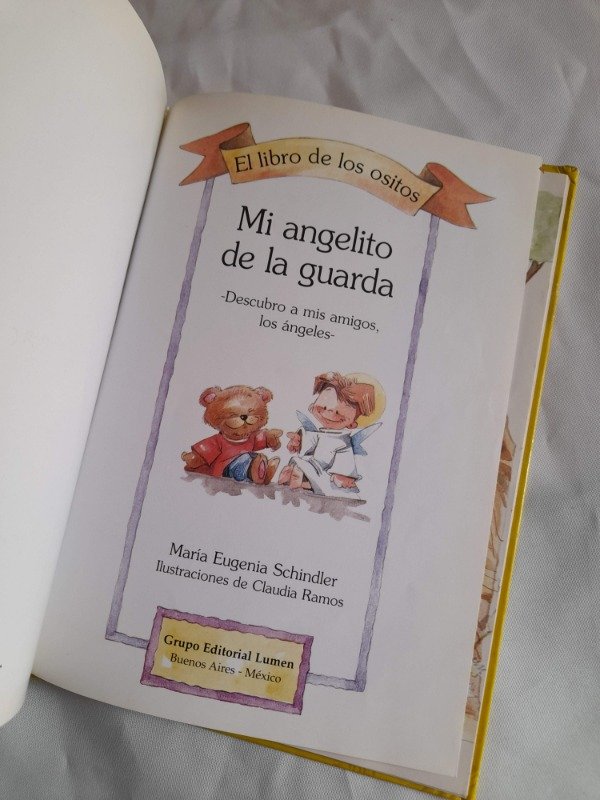 El libro de los ositos
Mi angelito
de la guarda
-Descubro a mis amigos,
los ángeles-
María Eugenia Schindler
Ilustraciones de Claudia Ramos
Grupo Editorial Lumen
Buenos Aires - México